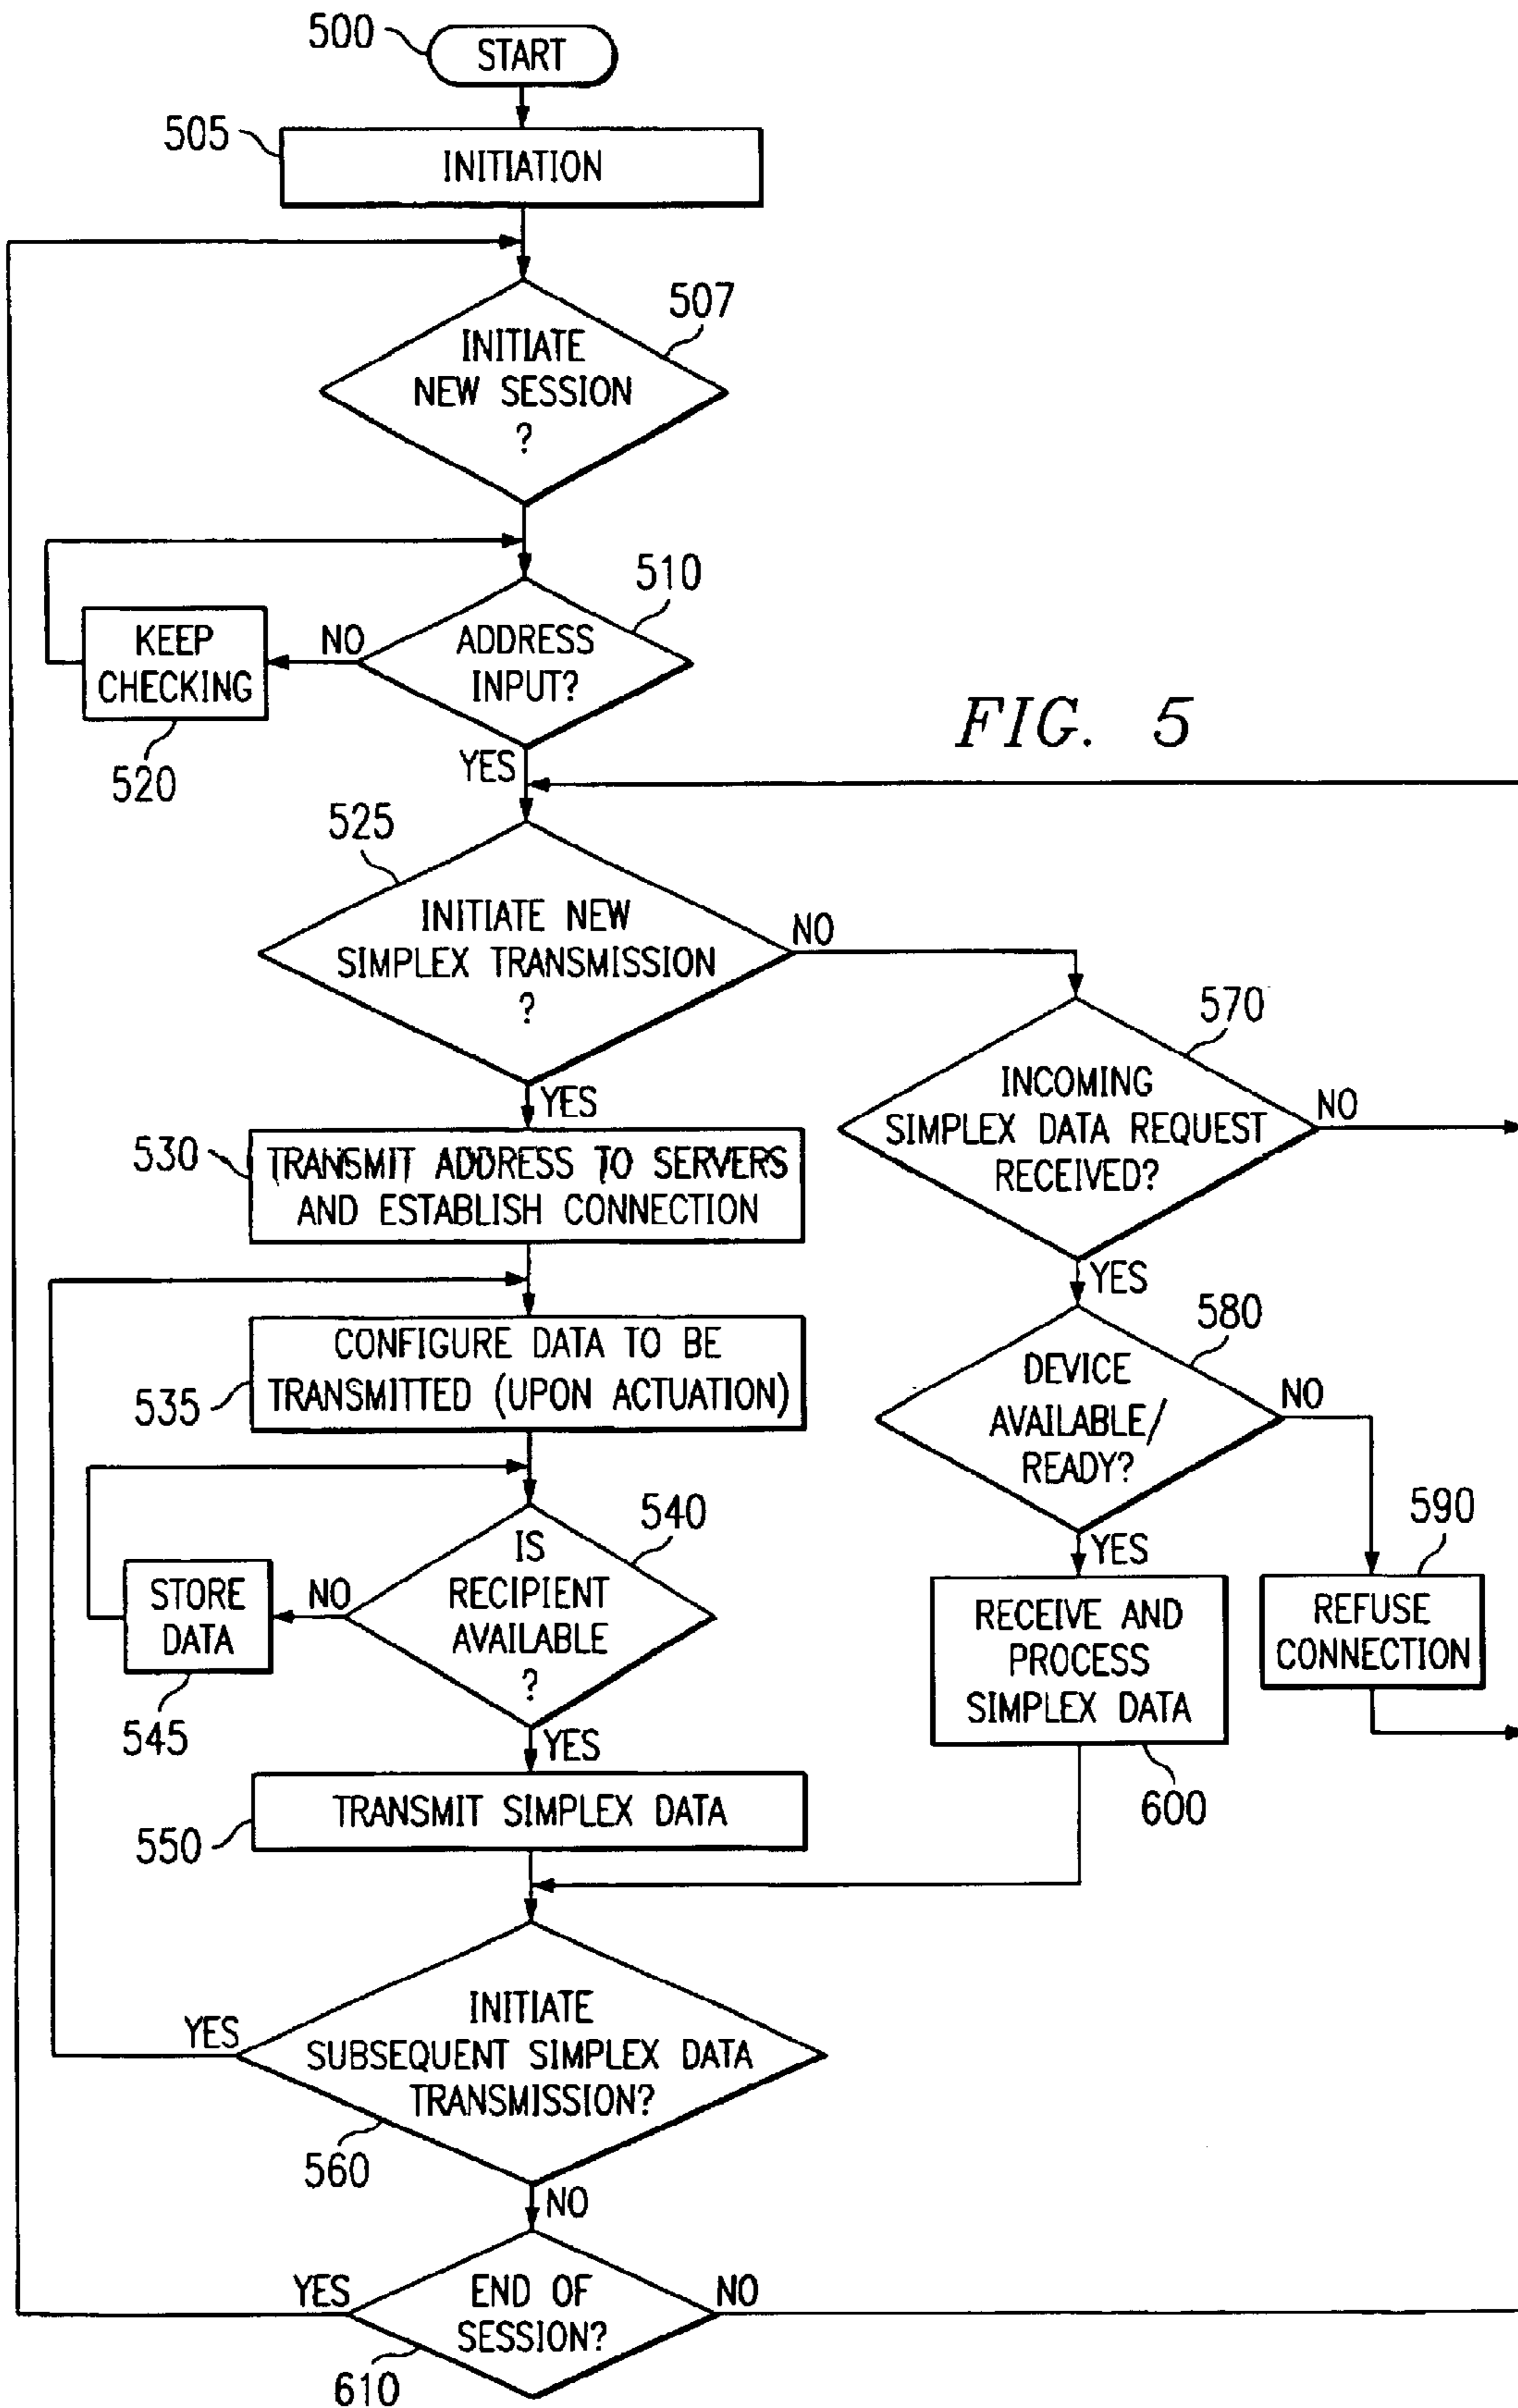 500
START
505
INITIATION
507
INITIATE
NEW SESSION
?
510
ADDRESS
INPUT?
NO
KEEP
CHECKING
520
YES
FIG. 5
525
INITIATE NEW
SIMPLEX TRANSMISSION
?
NO
YES
570
INCOMING
SIMPLEX DATA REQUEST
RECEIVED?
NO
YES
530
TRANSMIT ADDRESS TO SERVERS
AND ESTABLISH CONNECTION
535
CONFIGURE DATA TO BE
TRANSMITTED (UPON ACTUATION)
580
DEVICE
AVAILABLE/
READY?
NO
YES
540
IS
RECIPIENT
AVAILABLE
?
NO
STORE
DATA
545
YES
590
REFUSE
CONNECTION
RECEIVE AND
PROCESS
SIMPLEX DATA
600
550
TRANSMIT SIMPLEX DATA
INITIATE
SUBSEQUENT SIMPLEX DATA
TRANSMISSION?
YES
560
NO
END OF
SESSION?
YES
NO
610